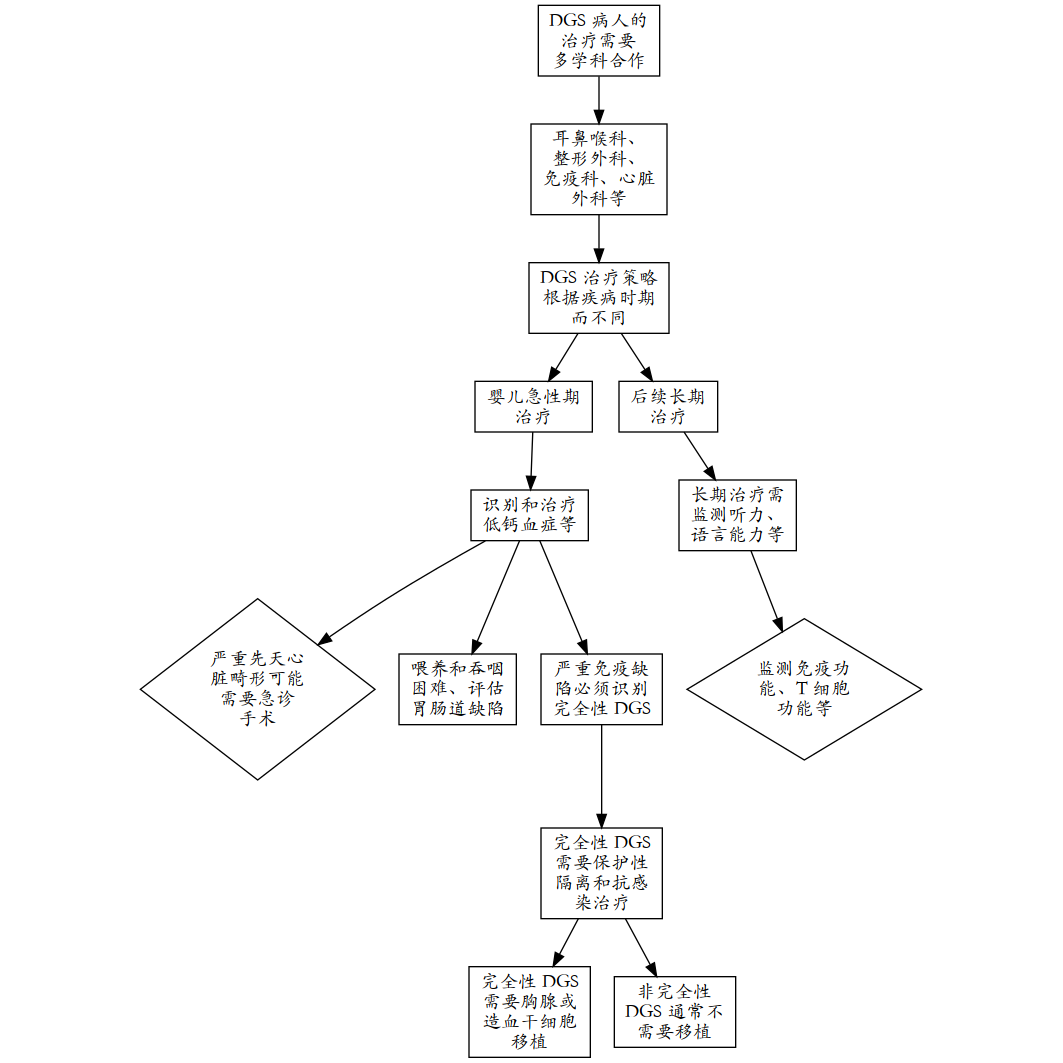 DGS 病人的
治疗需要
多学科合作
耳鼻喉科、
整形外科、
免疫科、心脏
外科等
DGS 治疗策略
根据疾病时期
而不同
婴儿急性期
治疗
后续长期
治疗
识别和治疗
低钙血症等
长期治疗需
监测听力、
语言能力等
严重先天心
脏畸形可能
需要急诊
手术
喂养和吞咽
困难、评估
胃肠道缺陷
严重免疫缺
陷必须识别
完全性 DGS
监测免疫功
能、T 细胞
功能等
完全性 DGS
需要保护性
隔离和抗感
染治疗
完全性 DGS
需要胸腺或
造血干细胞
移植
非完全性
DGS 通常不
需要移植